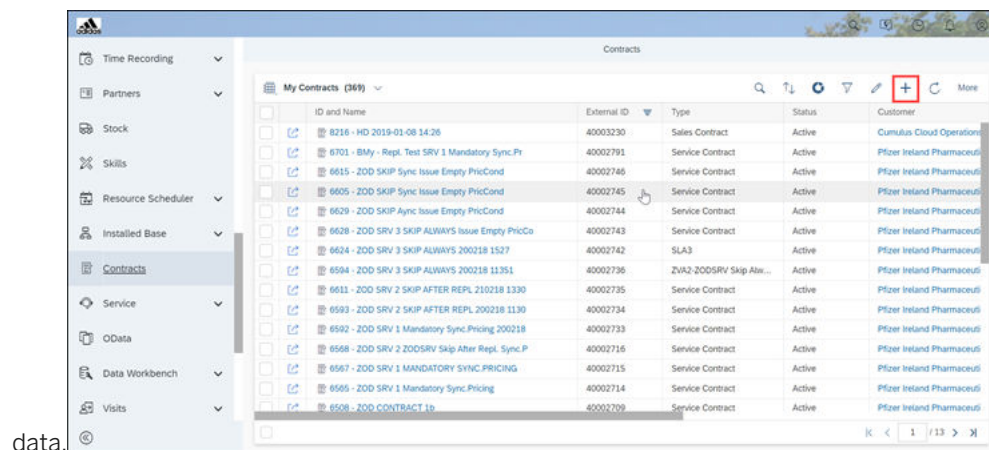 adidas
Contracts
Time Recording
Partners
Stock
Skills
Resource Scheduler
Installed Base
Contracts
Service
OData
Data Workbench
Visits
My Contracts (369)
More
ID and Name External ID Type Status Customer
8216 - HD 2019-01-08 14:26 40003230 Sales Contract Active Cumulus Cloud Operations
6701 - BMy - Repl. Test SRV 1 Mandatory Sync.Pr 40002791 Service Contract Active Pfizer Ireland Pharmaceuti
6615 - ZOD SKIP Sync Issue Empty PricCond 40002746 Service Contract Active Pfizer Ireland Pharmaceuti
6605 - ZOD SKIP Sync Issue Empty PricCond 40002745 Service Contract Active Pfizer Ireland Pharmaceuti
6629 - ZOD SKIP Aync Issue Empty PricCond 40002744 Service Contract Active Pfizer Ireland Pharmaceuti
6628 - ZOD SRV 3 SKIP ALWAYS Issue Empty PricCo 40002743 Service Contract Active Pfizer Ireland Pharmaceuti
6624 - ZOD SRV 3 SKIP ALWAYS 200218 1527 40002742 SLA3 Active Pfizer Ireland Pharmaceuti
6594 - ZOD SRV 3 SKIP ALWAYS 200218 11351 40002736 ZVA2-ZODSRV Skip Alw... Active Pfizer Ireland Pharmaceuti
6611 - ZOD SRV 2 SKIP AFTER REPL 210218 1330 40002735 Service Contract Active Pfizer Ireland Pharmaceuti
6593 - ZOD SRV 2 SKIP AFTER REPL 200218 1130 40002734 Service Contract Active Pfizer Ireland Pharmaceuti
6592 - ZOD SRV 1 Mandatory Sync.Pricing 200218 40002733 Service Contract Active Pfizer Ireland Pharmaceuti
6568 - ZOD SRV 2 ZODSRV Skip After Repl. Sync.P 40002716 Service Contract Active Pfizer Ireland Pharmaceuti
6567 - ZOD SRV 1 MANDATORY SYNC.PRICING 40002715 Service Contract Active Pfizer Ireland Pharmaceuti
6565 - ZOD SRV 1 Mandatory Sync.Pricing 40002714 Service Contract Active Pfizer Ireland Pharmaceuti
6508 - ZOD CONTRACT 1b 40002709 Service Contract Active Pfizer Ireland Pharmaceuti
1 / 13
data.